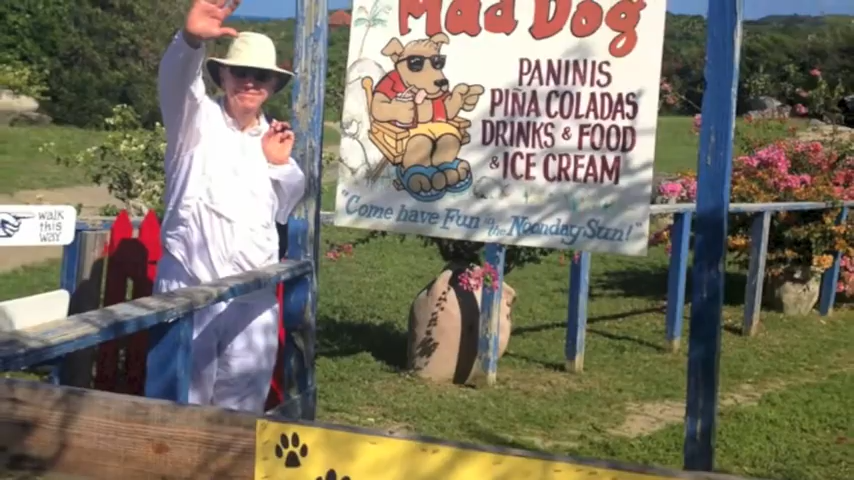 Mad Dog
PANINIS
PIÑA COLADAS
DRINKS & FOOD
& ICE CREAM
"Come have Fun in the Noonday Sun!"
walk
this
way